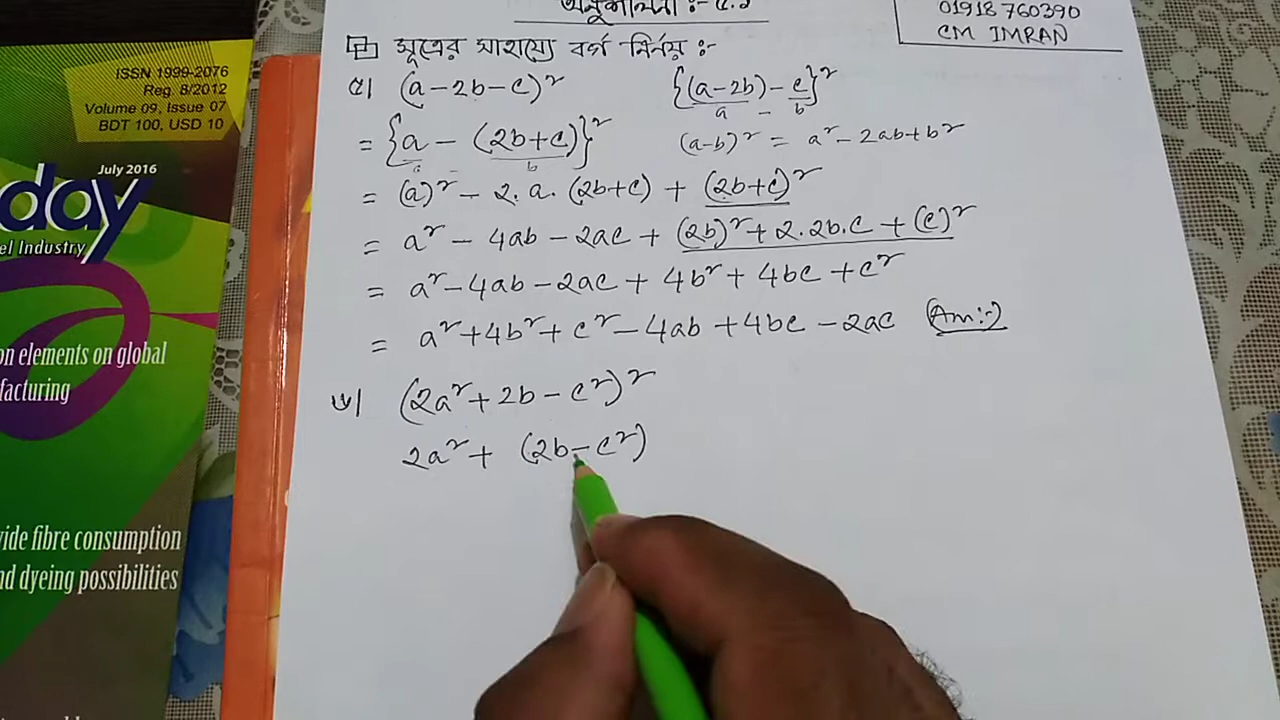 অনুশীলনী :- ৫.১
01918760390
CM IMRAN
সূত্রের সাহায্যে বর্গ নির্নয় :-
৫| (a-2b-c)²
{(a-2b)-c}²
a - b
= {a - (2b+c)}²
a - b
(a-b)² = a² - 2ab + b²
= (a)² - 2. a. (2b+c) + (2b+c)²
= a² - 4ab - 2ac + (2b)² + 2.2b.c + (c)²
= a² - 4ab - 2ac + 4b² + 4bc + c²
= a² + 4b² + c² - 4ab + 4bc - 2ac (Am:-)
৬| (2a² + 2b - c²)²
2a² + (2b - c²)
ISSN 1999-2076
Reg. 8/2012
Volume 09, Issue 07
BDT 100, USD 10
July 2016
day
el Industry
on elements on global
facturing
vide fibre consumption
nd dyeing possibilities